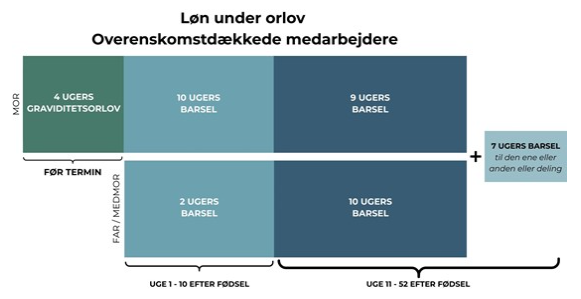 Løn under orlov
Overenskomstdækkede medarbejdere
MOR
4 UGERS
GRAVIDITETSORLOV
10 UGERS
BARSEL
9 UGERS
BARSEL
FØR TERMIN
+
7 UGERS BARSEL
til den ene eller
anden eller deling
FAR / MEDMOR
2 UGERS
BARSEL
10 UGERS
BARSEL
UGE 1 - 10 EFTER FØDSEL
UGE 11 - 52 EFTER FØDSEL